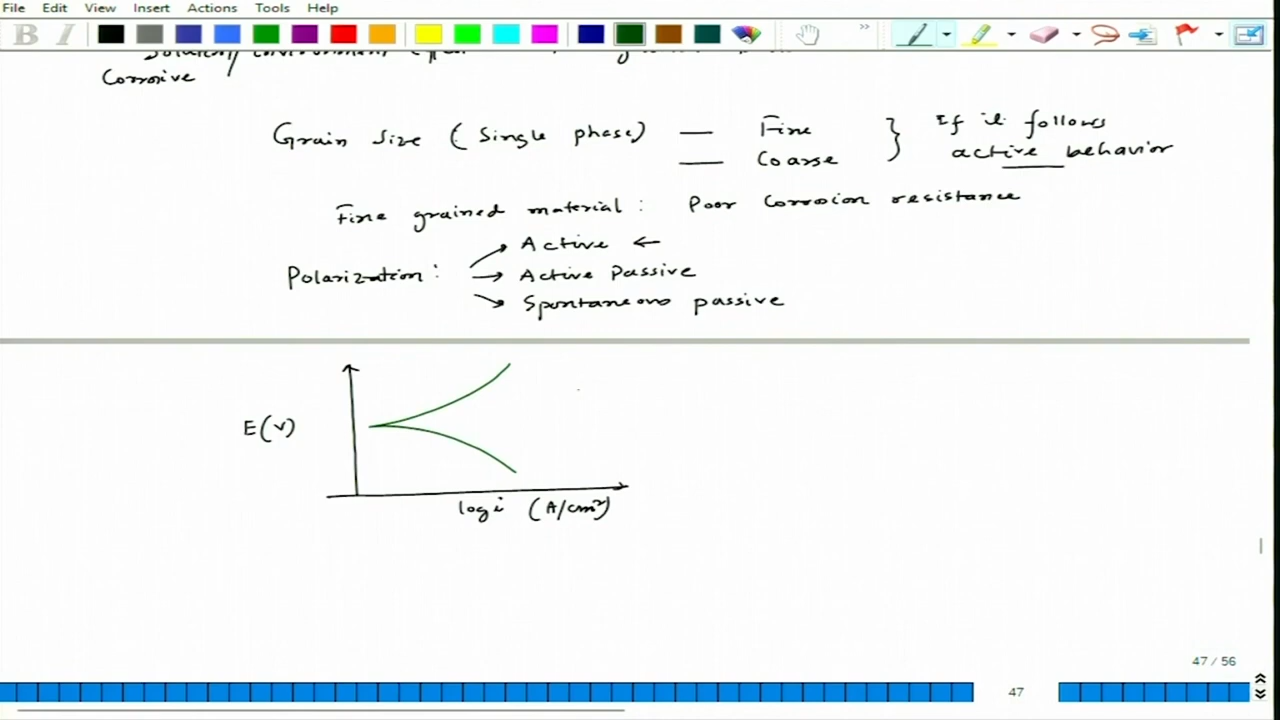 File Edit View Insert Actions Tools Help
B I
Corrosive
Grain Size (Single phase) — Fine
— Coarse
If it follows
active behavior
Fine grained material : Poor Corrosion resistance
Polarization : → Active ←
→ Active Passive
→ Spontaneous passive
E(V)
log i (A/cm²)
47 / 56
47